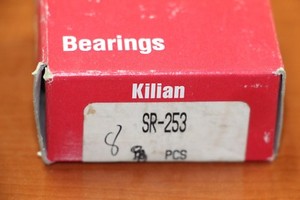 Bearings
Kilian
SR-253
8 PCS